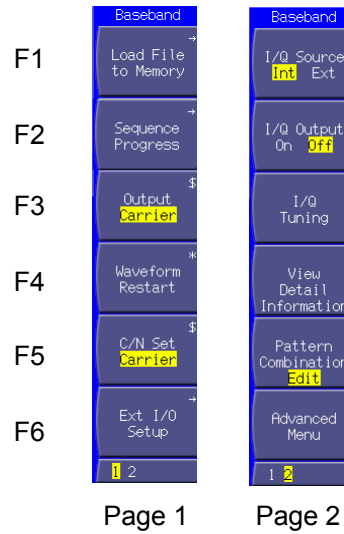 Baseband
Baseband
F1
→
Load File
to Memory
I/Q Source
Int Ext
F2
→
Sequence
Progress
I/Q Output
On Off
F3
$
Output
Carrier
I/Q
Tuning
F4
*
Waveform
Restart
View
Detail
Information
F5
$
C/N Set
Carrier
Pattern
Combination
Edit
F6
→
Ext I/O
Setup
Advanced
Menu
1 2
1 2
Page 1
Page 2